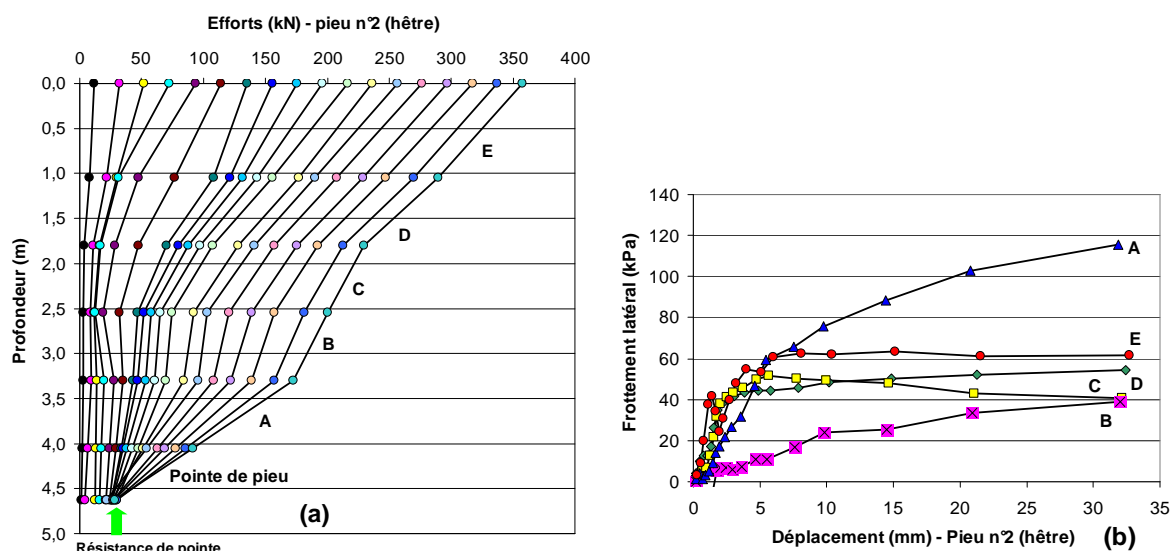 Efforts (kN) - pieu n°2 (hêtre)
0 50 100 150 200 250 300 350 400
0,0
0,5
1,0
1,5
2,0
2,5
3,0
3,5
4,0
4,5
5,0
Profondeur (m)
E
D
C
B
A
Pointe de pieu
(a)
Résistance de pointe
140
120
100
80
60
40
20
0
Frottement latéral (kPa)
A
E
C D
B
0 5 10 15 20 25 30 35
Déplacement (mm) - Pieu n°2 (hêtre) (b)